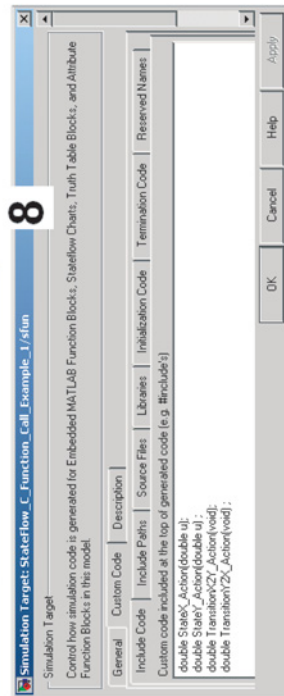 8
Simulation Target: StateFlow_C_Function_Call_Example_1/sfun
Simulation Target
Control how simulation code is generated for Embedded MATLAB Function Blocks, Stateflow Charts, Truth Table Blocks, and Attribute
Function Blocks in this model.
General Custom Code Description
Include Code Include Paths Source Files Libraries Initialization Code Termination Code Reserved Names
Custom code included at the top of generated code (e.g. #include's)
double StateX_Action(double u);
double StateY_Action(double u) ;
double TransitionX2Y_Action(void);
double TransitionY2X_Action(void) ;
OK Cancel Help Apply